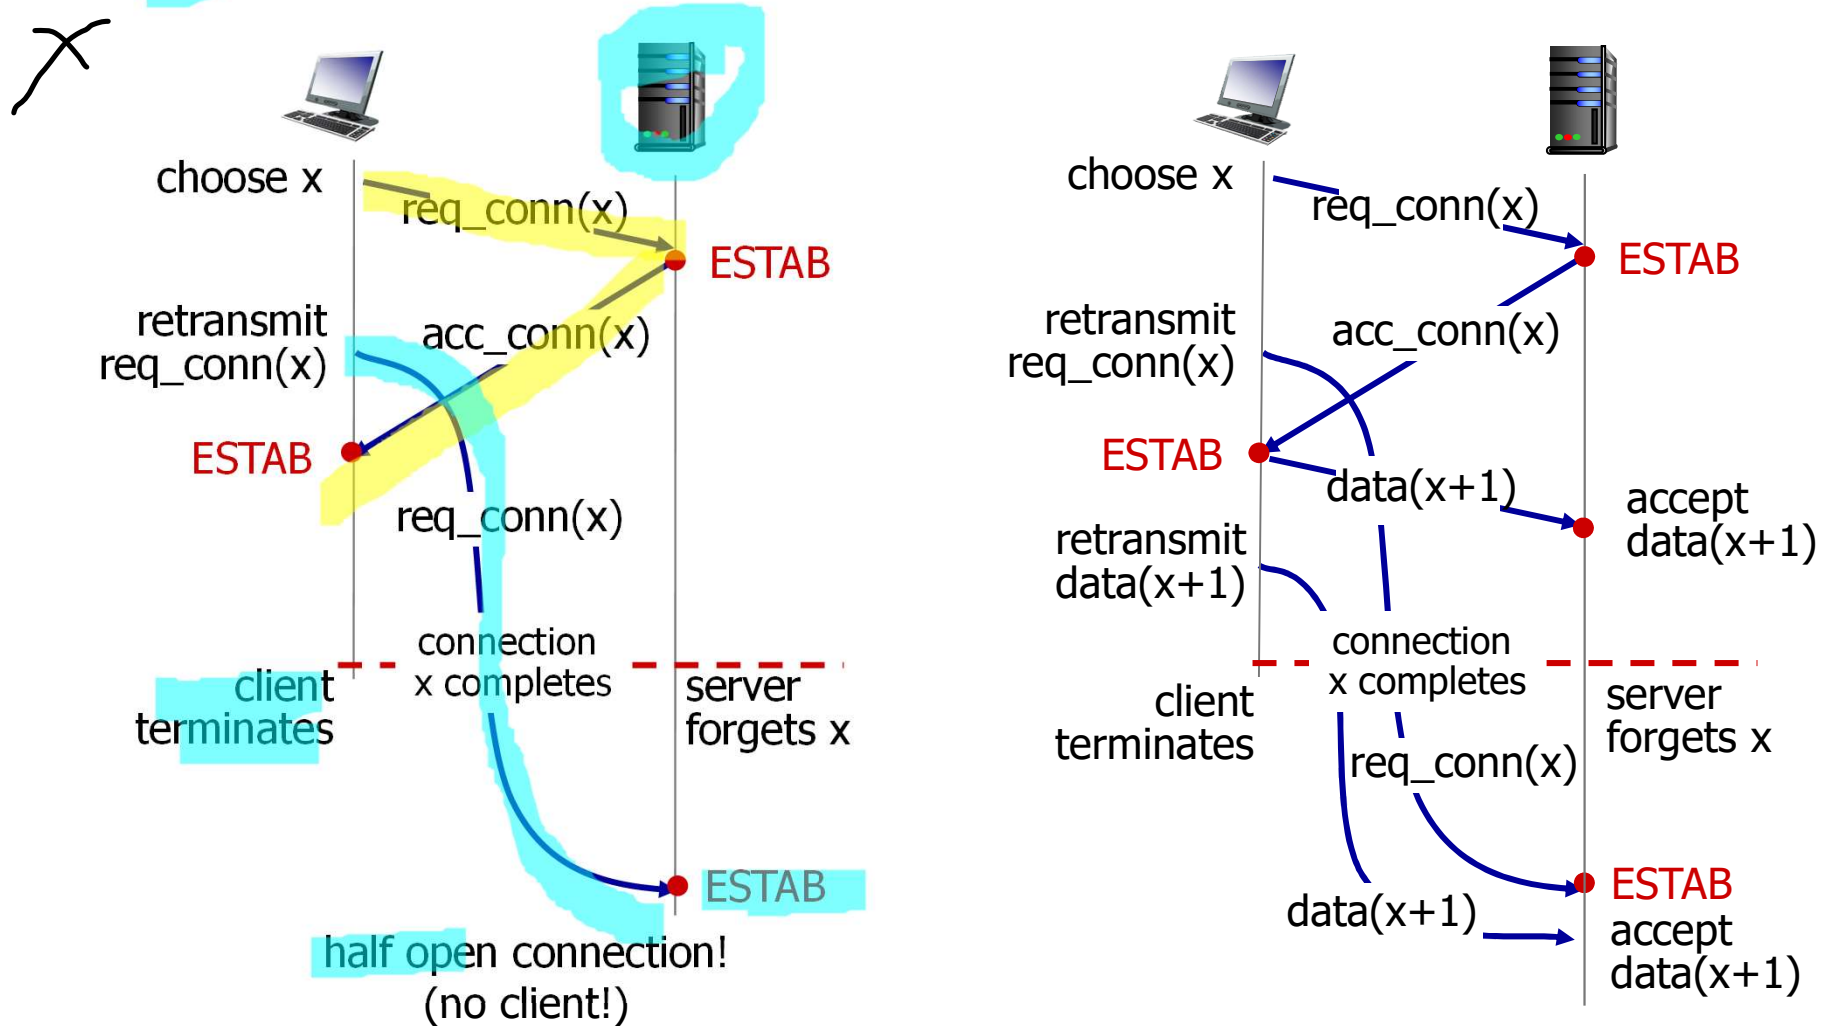 choose x
req_conn(x)
ESTAB
retransmit
req_conn(x)
acc_conn(x)
ESTAB
req_conn(x)
connection
x completes
client
terminates
server
forgets x
ESTAB
half open connection!
(no client!)
choose x
req_conn(x)
ESTAB
retransmit
req_conn(x)
acc_conn(x)
ESTAB
data(x+1)
accept
data(x+1)
retransmit
data(x+1)
connection
x completes
client
terminates
server
forgets x
req_conn(x)
ESTAB
data(x+1)
accept
data(x+1)